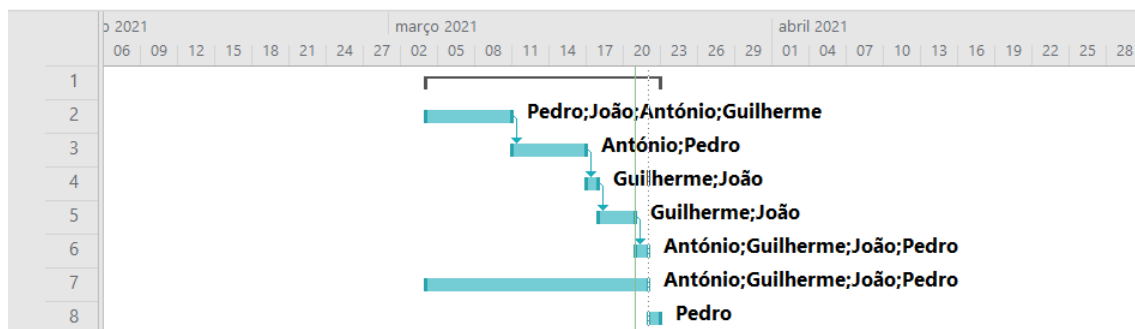 o 2021 março 2021 abril 2021
06 09 12 15 18 21 24 27 02 05 08 11 14 17 20 23 26 29 01 04 07 10 13 16 19 22 25 28
1
2 Pedro;João;António;Guilherme
3 António;Pedro
4 Guilherme;João
5 Guilherme;João
6 António;Guilherme;João;Pedro
7 António;Guilherme;João;Pedro
8 Pedro